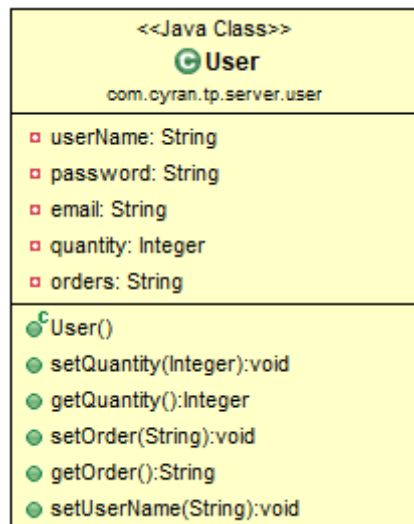 <<Java Class>>
C User
com.cyran.tp.server.user
userName: String
password: String
email: String
quantity: Integer
orders: String
C User()
setQuantity(Integer):void
getQuantity():Integer
setOrder(String):void
getOrder():String
setUserName(String):void